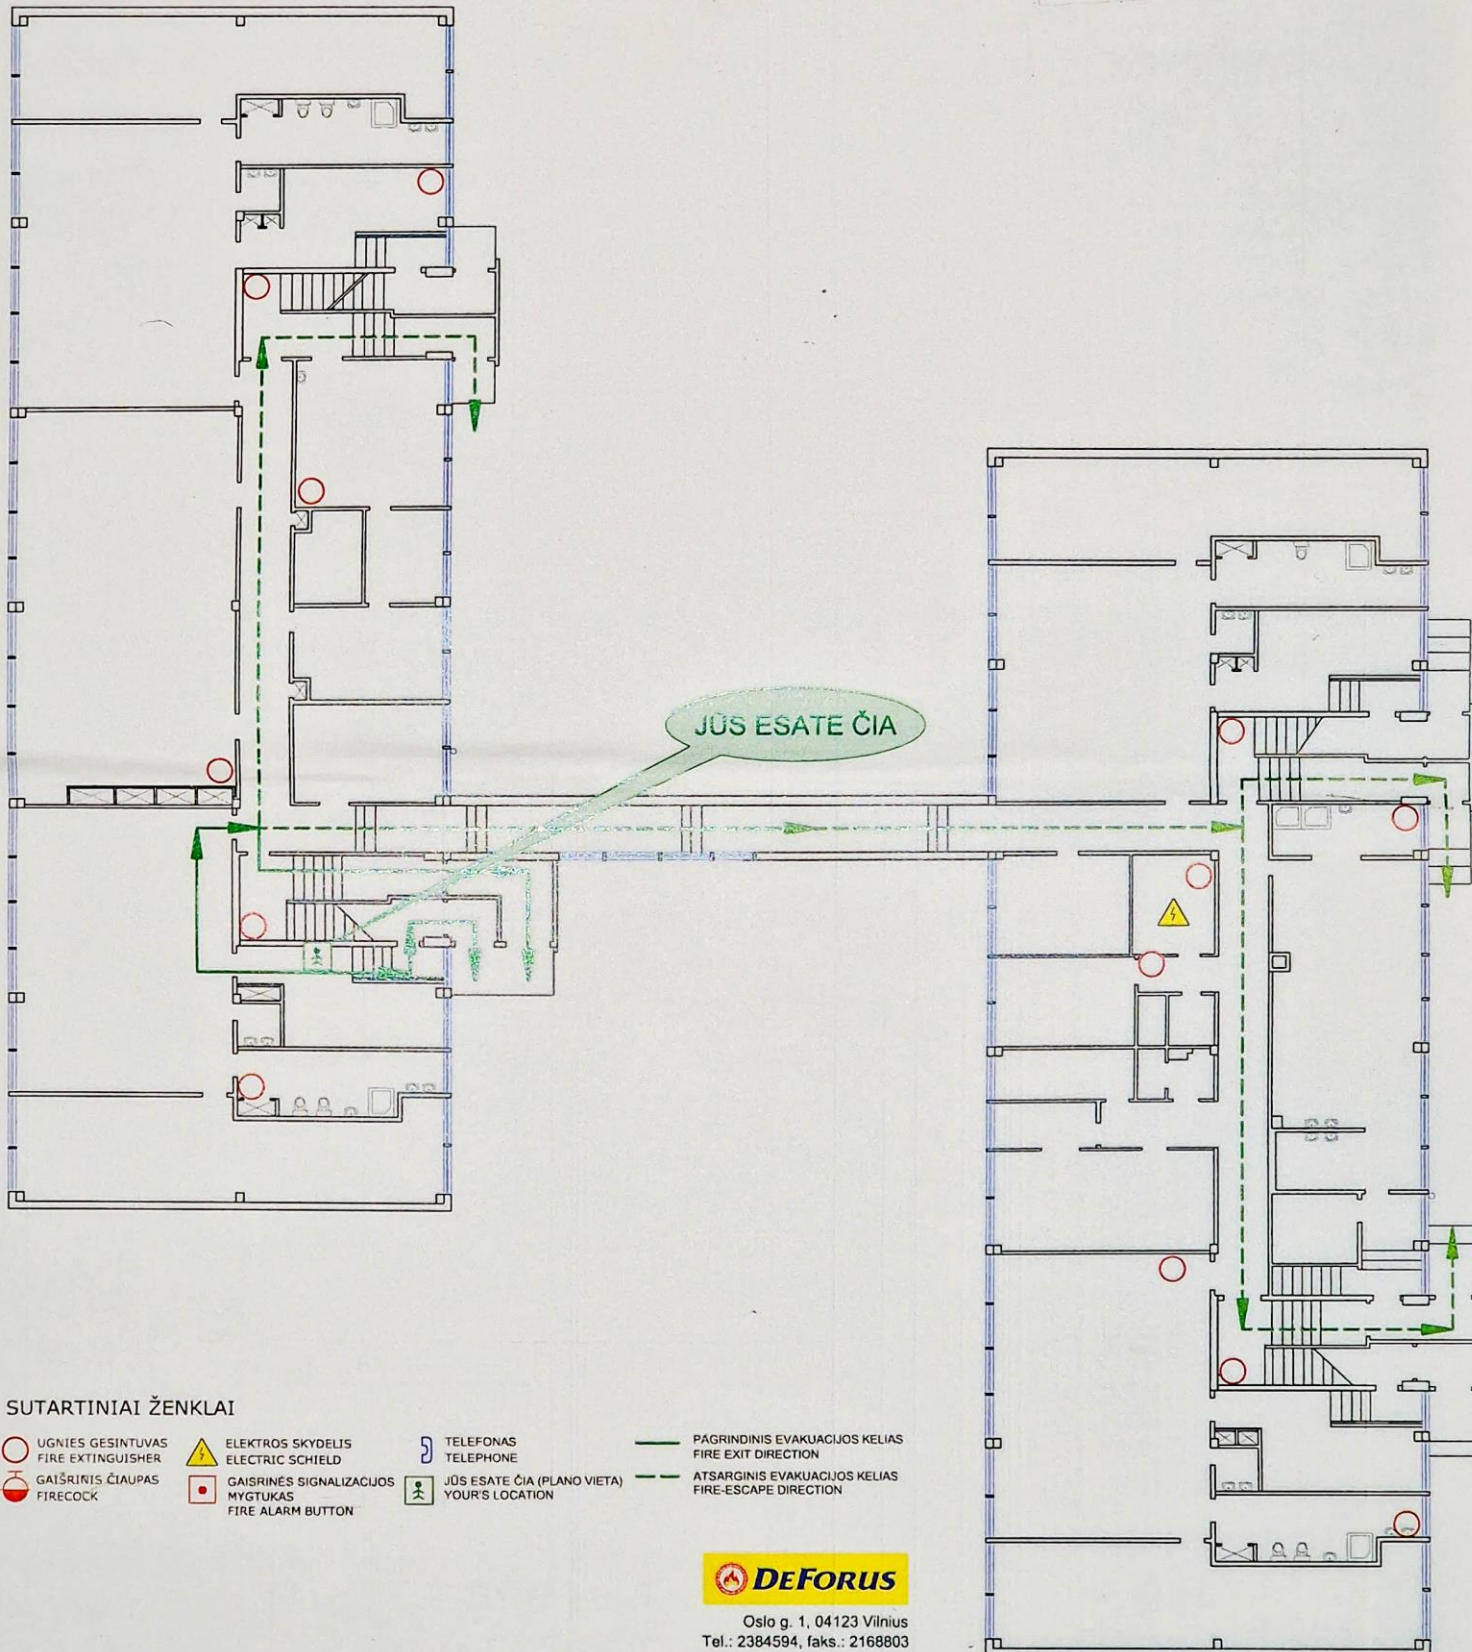 JŪS ESATE ČIA
SUTARTINIAI ŽENKLAI
UGNIES GESINTUVAS
FIRE EXTINGUISHER
GAIŠRINIS ČIAUPAS
FIRECOCK
ELEKTROS SKYDELIS
ELECTRIC SCHIELD
GAISRINĖS SIGNALIZACIJOS
MYGTUKAS
FIRE ALARM BUTTON
TELEFONAS
TELEPHONE
JŪS ESATE ČIA (PLANO VIETA)
YOUR'S LOCATION
PAGRINDINIS EVAKUACIJOS KELIAS
FIRE EXIT DIRECTION
ATSARGINIS EVAKUACIJOS KELIAS
FIRE-ESCAPE DIRECTION
DEFORUS
Oslo g. 1, 04123 Vilnius
Tel.: 2384594, faks.: 2168803